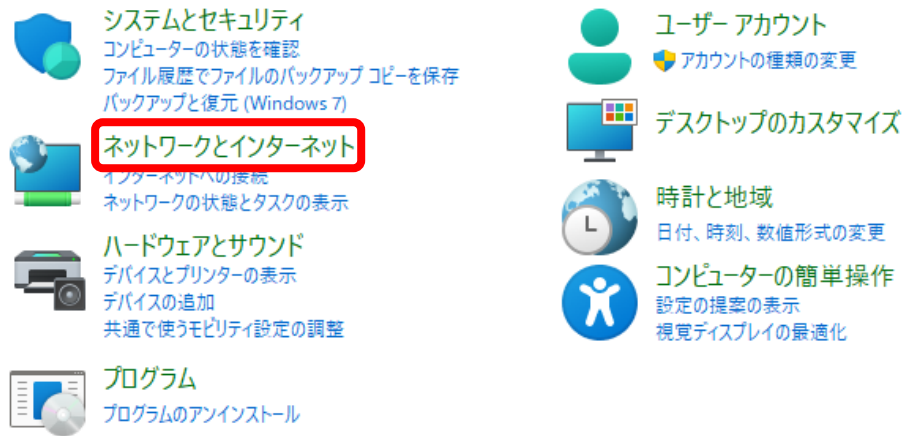 システムとセキュリティ
コンピューターの状態を確認
ファイル履歴でファイルのバックアップ コピーを保存
バックアップと復元 (Windows 7)
ネットワークとインターネット
インターネットへの接続
ネットワークの状態とタスクの表示
ハードウェアとサウンド
デバイスとプリンターの表示
デバイスの追加
共通で使うモビリティ設定の調整
プログラム
プログラムのアンインストール
ユーザー アカウント
アカウントの種類の変更
デスクトップのカスタマイズ
時計と地域
日付、時刻、数値形式の変更
コンピューターの簡単操作
設定の提案の表示
視覚ディスプレイの最適化